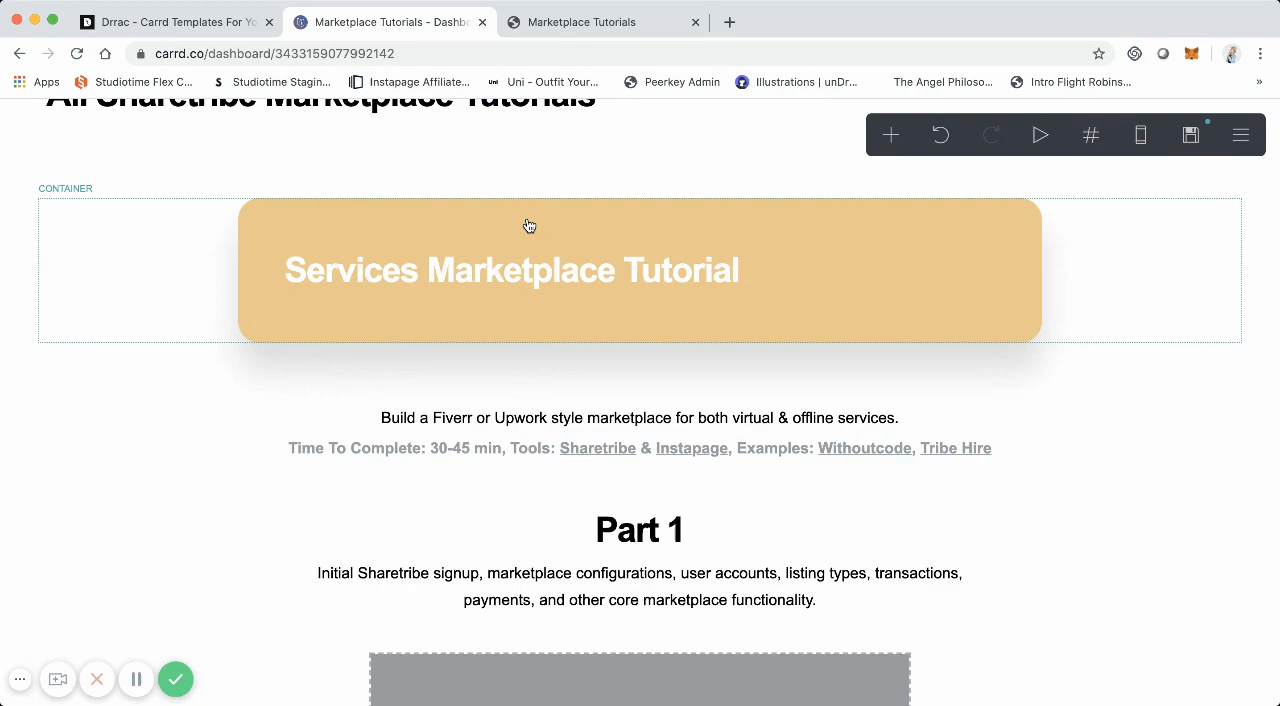 Drrac - Carrd Templates For Yo
Marketplace Tutorials - Dashbo
Marketplace Tutorials
carrd.co/dashboard/3433159077992142
Apps
Studiotime Flex C...
Studiotime Stagin...
Instapage Affiliate...
Uni - Outfit Your...
Peerkey Admin
Illustrations | unDr...
The Angel Philoso...
Intro Flight Robins...
»
All Sharetribe Marketplace Tutorials
CONTAINER
Services Marketplace Tutorial
Build a Fiverr or Upwork style marketplace for both virtual & offline services.
Time To Complete: 30-45 min, Tools: Sharetribe & Instapage, Examples: Withoutcode, Tribe Hire
Part 1
Initial Sharetribe signup, marketplace configurations, user accounts, listing types, transactions,
payments, and other core marketplace functionality.